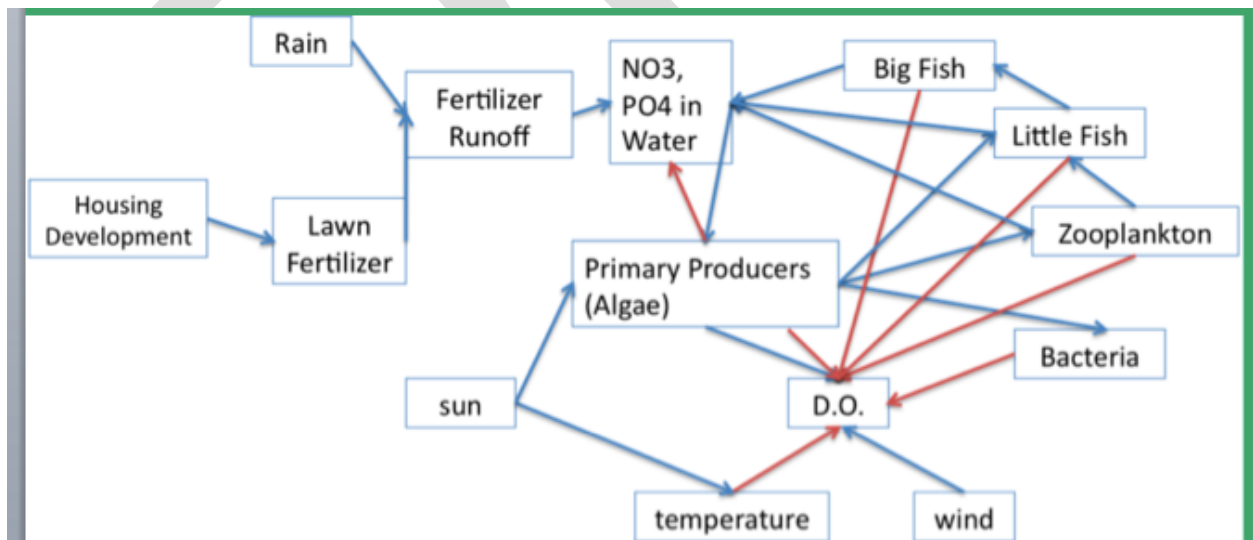 Rain
Fertilizer
Runoff
NO3,
PO4 in
Water
Big Fish
Little Fish
Housing
Development
Lawn
Fertilizer
Zooplankton
Primary Producers
(Algae)
Bacteria
sun
D.O.
temperature
wind